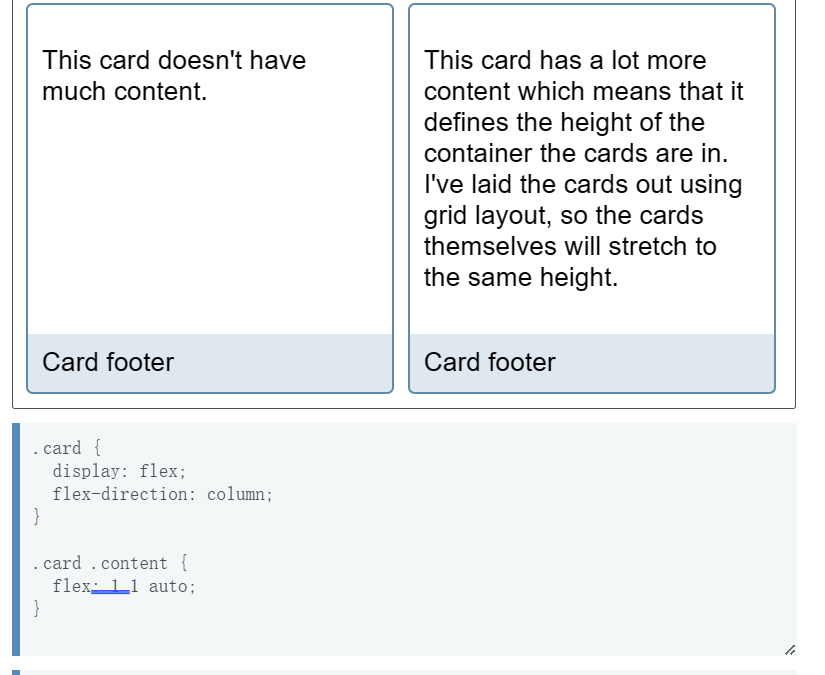 This card doesn't have
much content.
Card footer
This card has a lot more
content which means that it
defines the height of the
container the cards are in.
I've laid the cards out using
grid layout, so the cards
themselves will stretch to
the same height.
Card footer
.card {
  display: flex;
  flex-direction: column;
}

.card .content {
  flex: 1 1 auto;
}